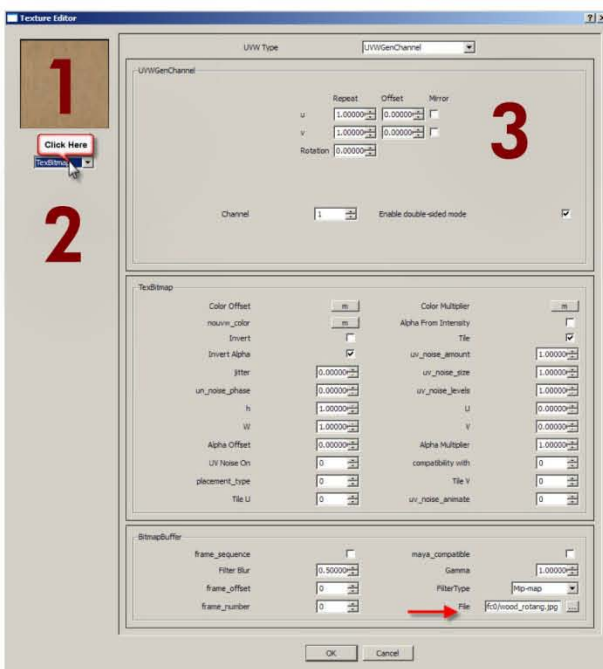 Texture Editor
1
Click Here
TexBitmap
2
UVW Type UVWGenChannel
UVWGenChannel
Repeat Offset Mirror
u 1.00000 0.00000
v 1.00000 0.00000
Rotation 0.00000
3
Channel 1 Enable double-sided mode
TexBitmap
Color Offset m Color Multiplier m
nouvw_color m Alpha From Intensity
Invert Tile
Invert Alpha uv_noise_amount 1.00000
jitter 0.00000 uv_noise_size 1.00000
un_noise_phase 0.00000 uv_noise_levels 1.00000
h 1.00000 U 0.00000
W 1.00000 V 0.00000
Alpha Offset 0.00000 Alpha Multiplier 1.00000
UV Noise On 0 compatibility with 0
placement_type 0 Tile V 0
Tile U 0 uv_noise_animate 0
BitmapBuffer
frame_sequence maya_compatible
Filter Blur 0.50000 Gamma 1.00000
frame_offset 0 FilterType Mip-map
frame_number 0 File fc0/wood_rotang.jpg ...
OK Cancel